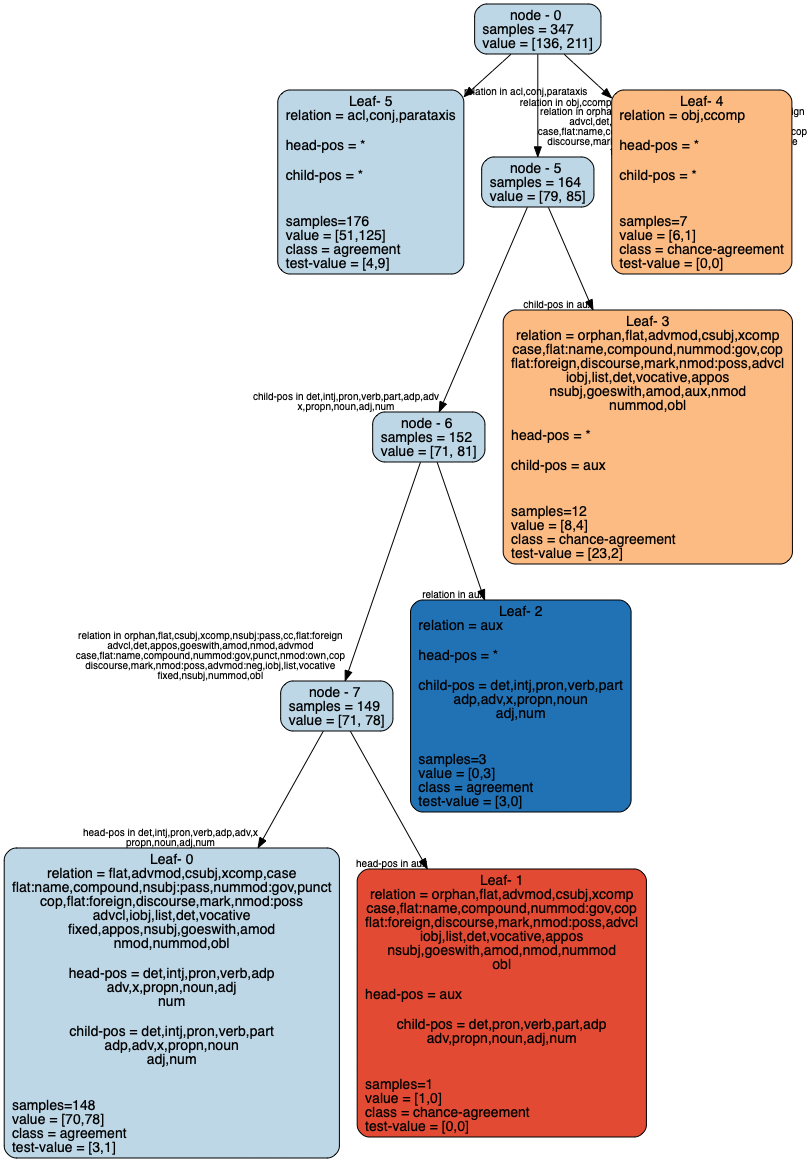 node - 0
samples = 347
value = [136, 211]
relation in acl,conj,parataxis
relation in obj,ccomp
relation in orpha
advcl,det,
case,flat:name,c
discourse,mar
ign
cop
e
Leaf- 5
relation = acl,conj,parataxis
head-pos = *
child-pos = *
samples=176
value = [51,125]
class = agreement
test-value = [4,9]
Leaf- 4
relation = obj,ccomp
head-pos = *
child-pos = *
samples=7
value = [6,1]
class = chance-agreement
test-value = [0,0]
node - 5
samples = 164
value = [79, 85]
child-pos in aux
Leaf- 3
relation = orphan,flat,advmod,csubj,xcomp
case,flat:name,compound,nummod:gov,cop
flat:foreign,discourse,mark,nmod:poss,advcl
iobj,list,det,vocative,appos
nsubj,goeswith,amod,aux,nmod
nummod,obl
head-pos = *
child-pos = aux
samples=12
value = [8,4]
class = chance-agreement
test-value = [23,2]
child-pos in det,intj,pron,verb,part,adp,adv
x,propn,noun,adj,num
node - 6
samples = 152
value = [71, 81]
relation in aux
Leaf- 2
relation = aux
head-pos = *
child-pos = det,intj,pron,verb,part
adp,adv,x,propn,noun
adj,num
samples=3
value = [0,3]
class = agreement
test-value = [3,0]
relation in orphan,flat,csubj,xcomp,nsubj:pass,cc,flat:foreign
advcl,det,appos,goeswith,amod,nmod,advmod
case,flat:name,compound,nummod:gov,punct,nmod:own,cop
discourse,mark,nmod:poss,advmod:neg,iobj,list,vocative
fixed,nsubj,nummod,obl
node - 7
samples = 149
value = [71, 78]
head-pos in det,intj,pron,verb,adp,adv,x
propn,noun,adj,num
Leaf- 0
relation = flat,advmod,csubj,xcomp,case
flat:name,compound,nsubj:pass,nummod:gov,punct
cop,flat:foreign,discourse,mark,nmod:poss
advcl,iobj,list,det,vocative
fixed,appos,nsubj,goeswith,amod
nmod,nummod,obl
head-pos = det,intj,pron,verb,adp
adv,x,propn,noun,adj
num
child-pos = det,intj,pron,verb,part
adp,adv,x,propn,noun
adj,num
samples=148
value = [70,78]
class = agreement
test-value = [3,1]
head-pos in aux
Leaf- 1
relation = orphan,flat,advmod,csubj,xcomp
case,flat:name,compound,nummod:gov,cop
flat:foreign,discourse,mark,nmod:poss,advcl
iobj,list,det,vocative,appos
nsubj,goeswith,amod,nmod,nummod
obl
head-pos = aux
child-pos = det,pron,verb,part,adp
adv,propn,noun,adj,num
samples=1
value = [1,0]
class = chance-agreement
test-value = [0,0]